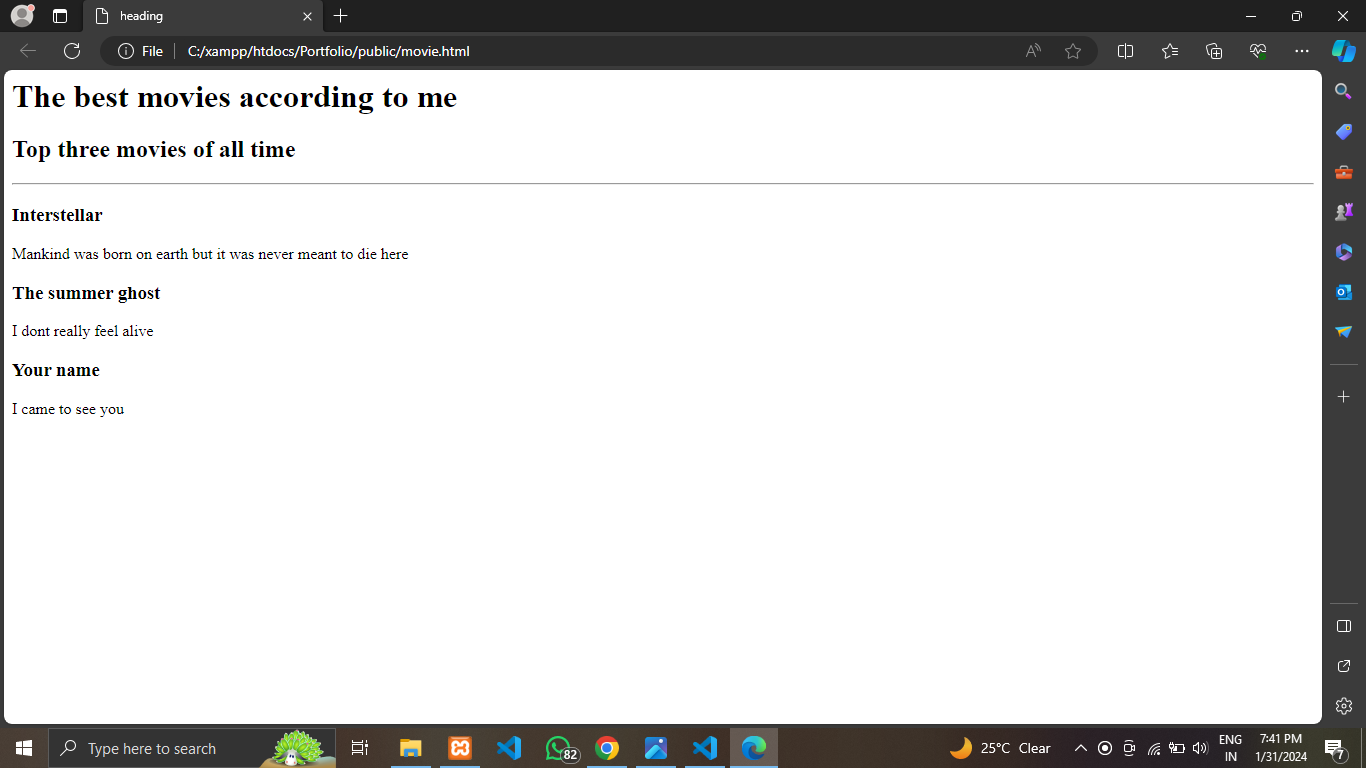 heading
File
C:/xampp/htdocs/Portfolio/public/movie.html
The best movies according to me
Top three movies of all time
Interstellar
Mankind was born on earth but it was never meant to die here
The summer ghost
I dont really feel alive
Your name
I came to see you
Type here to search
82
25°C Clear
ENG
IN
7:41 PM
1/31/2024
7